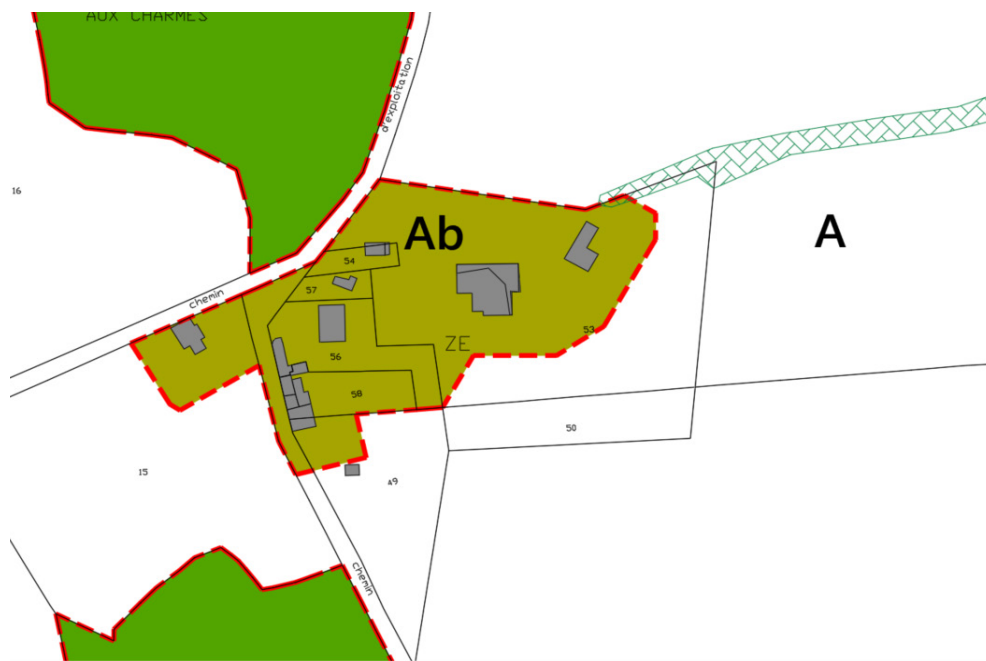 AUX CHARMES
d'exploitation
16
Ab
A
54
57
chemin
53
ZE
56
58
50
15
49
chemin